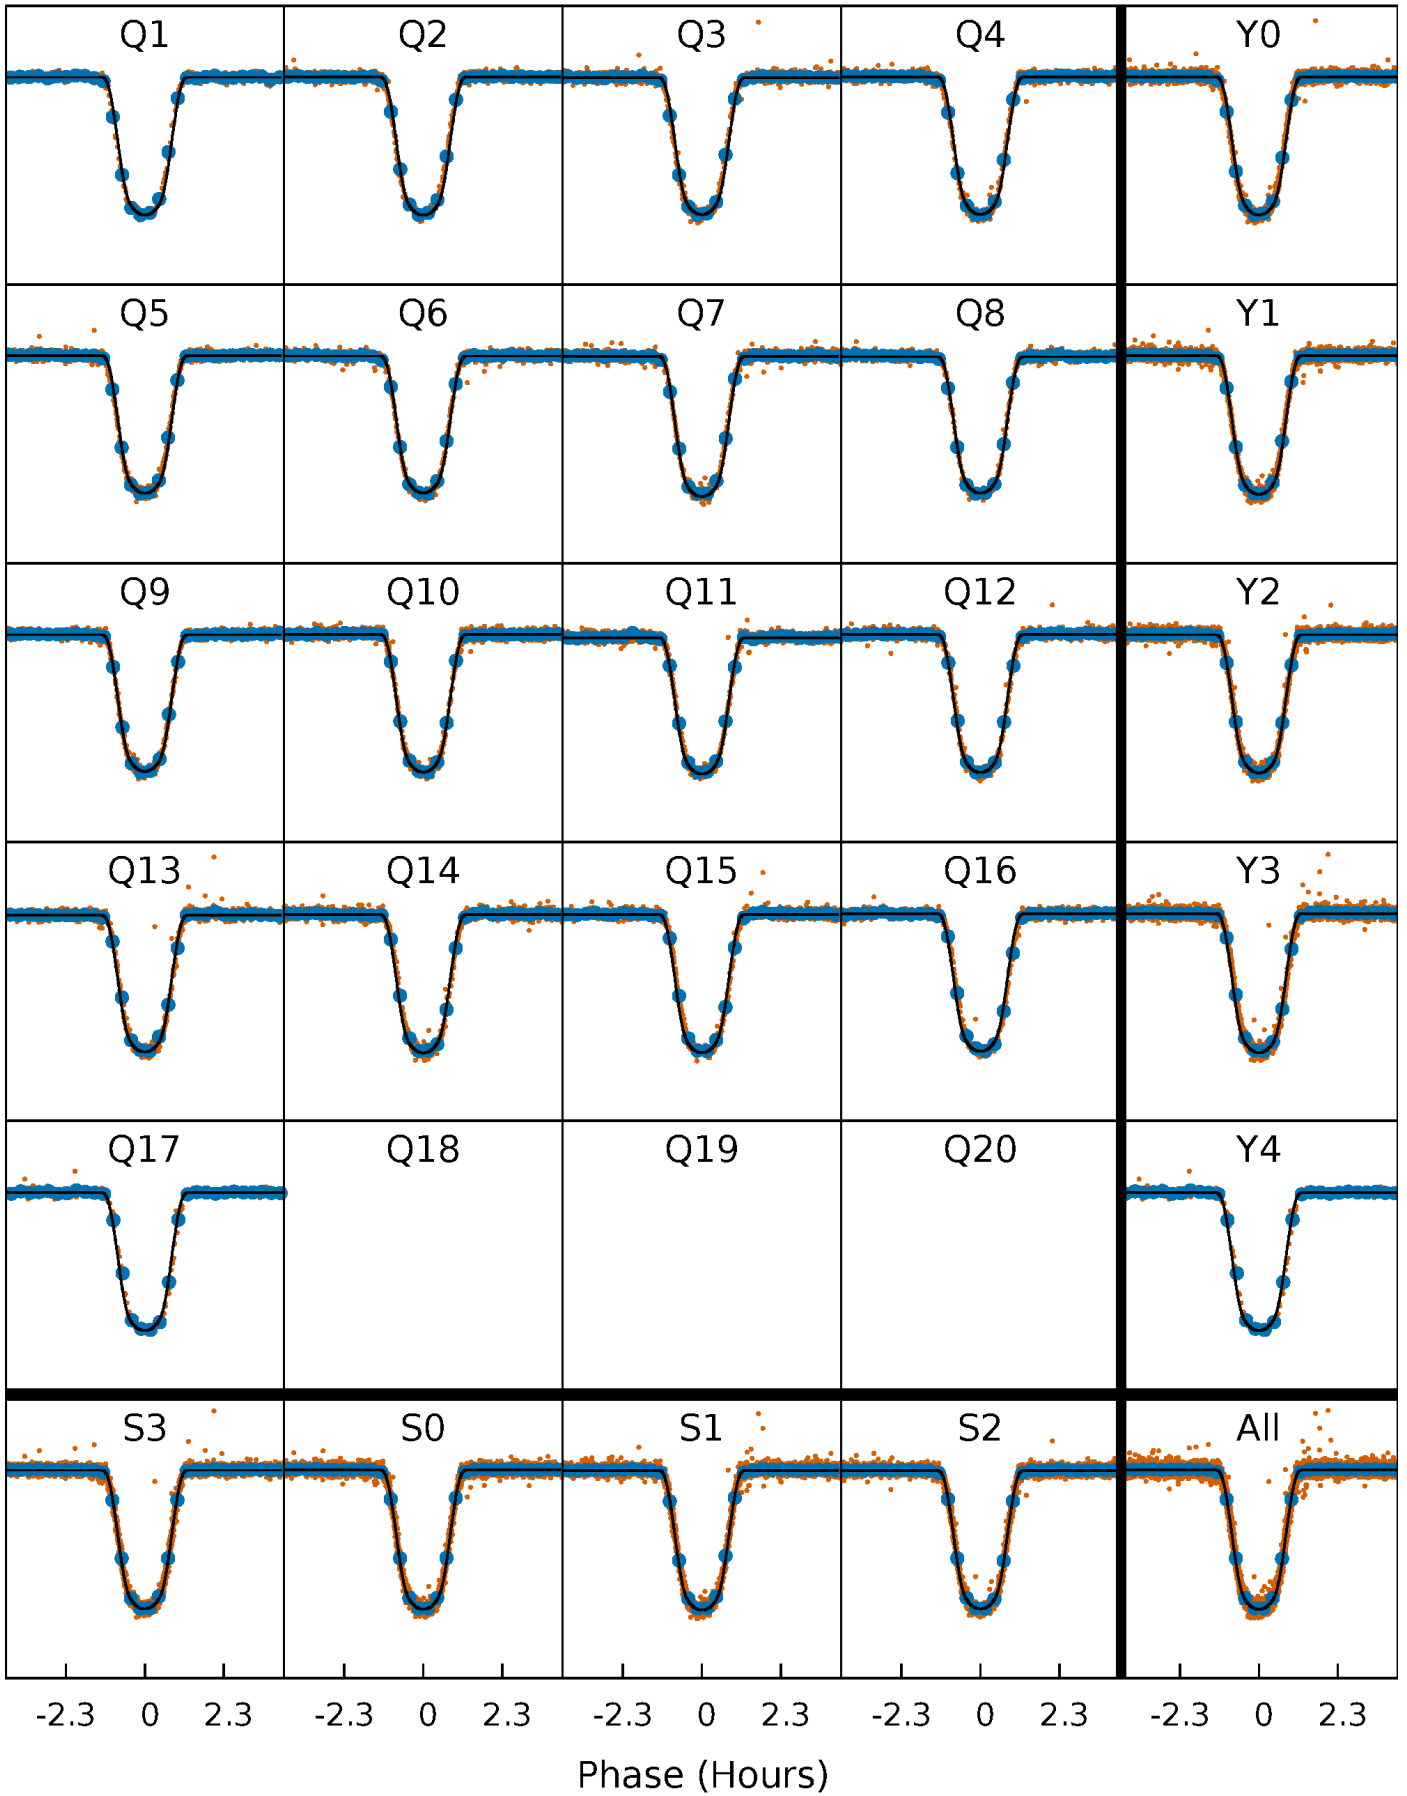 Q1 Q2 Q3 Q4 Y0
Q5 Q6 Q7 Q8 Y1
Q9 Q10 Q11 Q12 Y2
Q13 Q14 Q15 Q16 Y3
Q17 Q18 Q19 Q20 Y4
S3 S0 S1 S2 All
-2.3 0 2.3 -2.3 0 2.3 -2.3 0 2.3 -2.3 0 2.3 -2.3 0 2.3
Phase (Hours)